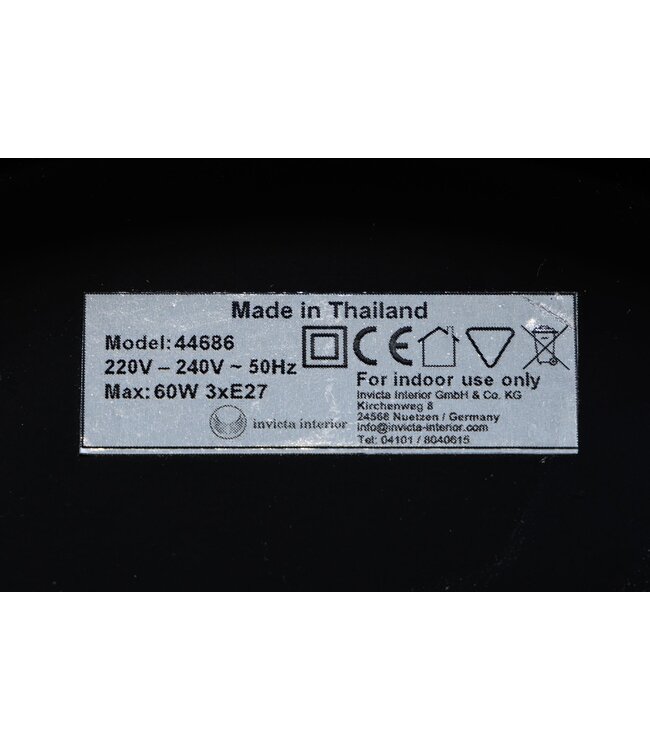 Made in Thailand
Model: 44686
220V – 240V ~ 50Hz
Max: 60W 3xE27
invicta interior
CE
For indoor use only
Invicta Interior GmbH & Co. KG
Kirchenweg 8
24568 Nuetzen / Germany
info@invicta-interior.com
Tel: 04101 / 8040615